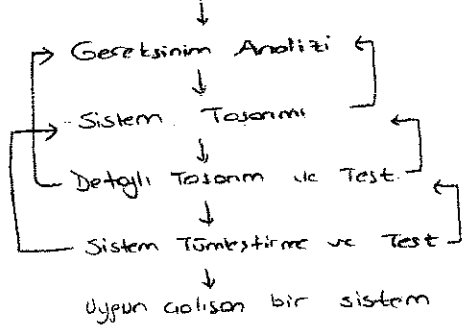 Gereksinim Analizi
Sistem Tasarımı
Detaylı Tasarım ve Test
Sistem Tümleştirme ve Test
Uygun çalışan bir sistem